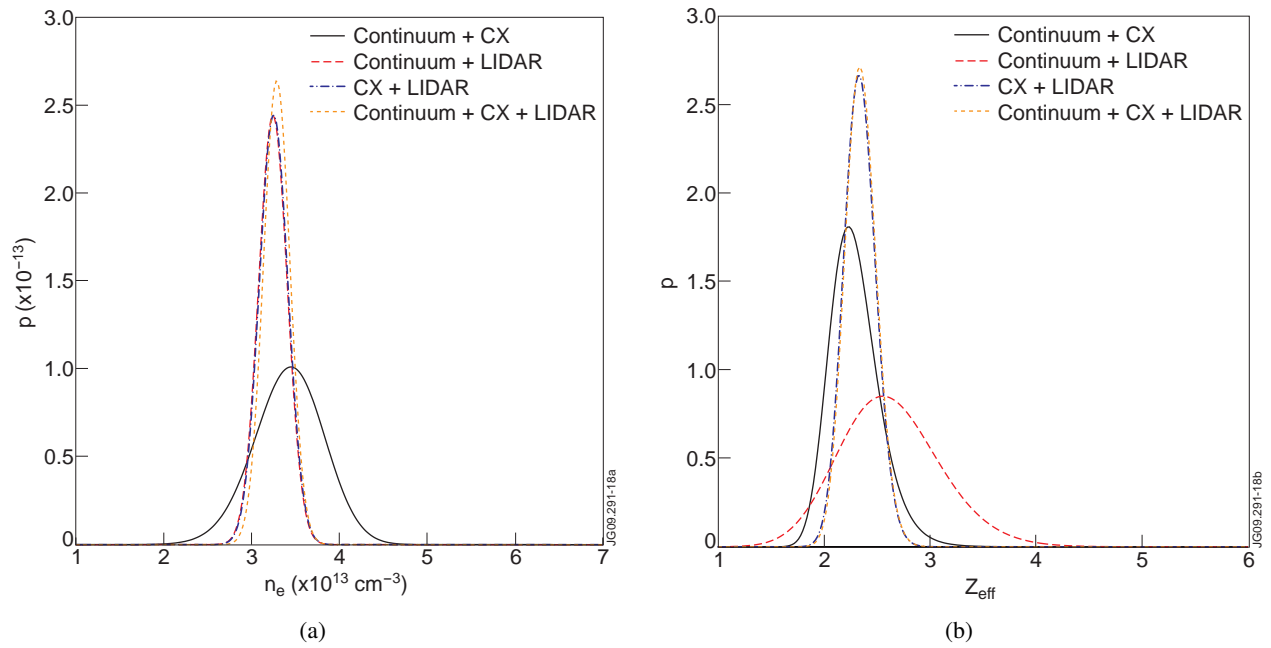 3.0
2.5
2.0
1.5
1.0
0.5
0
p (x10⁻¹³)
Continuum + CX
Continuum + LIDAR
CX + LIDAR
Continuum + CX + LIDAR
1 2 3 4 5 6 7
nₑ (x10¹³ cm⁻³)
JG09.291-18a
(a)
3.0
2.5
2.0
1.5
1.0
0.5
0
p
Continuum + CX
Continuum + LIDAR
CX + LIDAR
Continuum + CX + LIDAR
1 2 3 4 5 6
Z_eff
JG09.291-18b
(b)